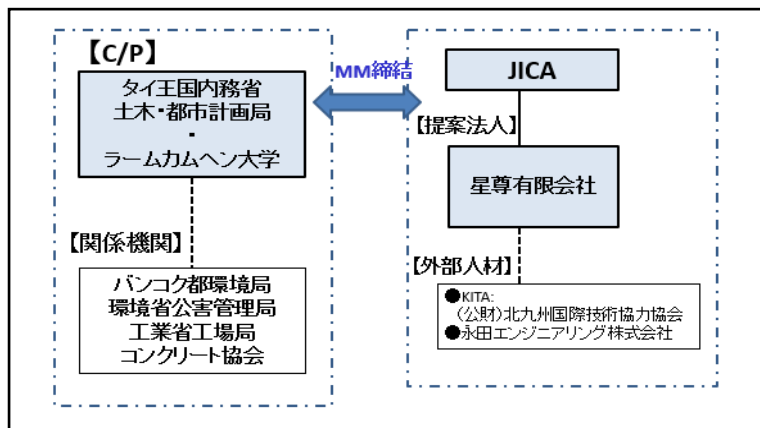 【C/P】
タイ王国内務省
土木・都市計画局
・
ラームカムヘン大学
【関係機関】
バンコク都環境局
環境省公害管理局
工業省工場局
コンクリート協会
MM締結
JICA
【提案法人】
星尊有限会社
【外部人材】
●KITA:
(公財)北九州国際技術協力協会
●永田エンジニアリング株式会社